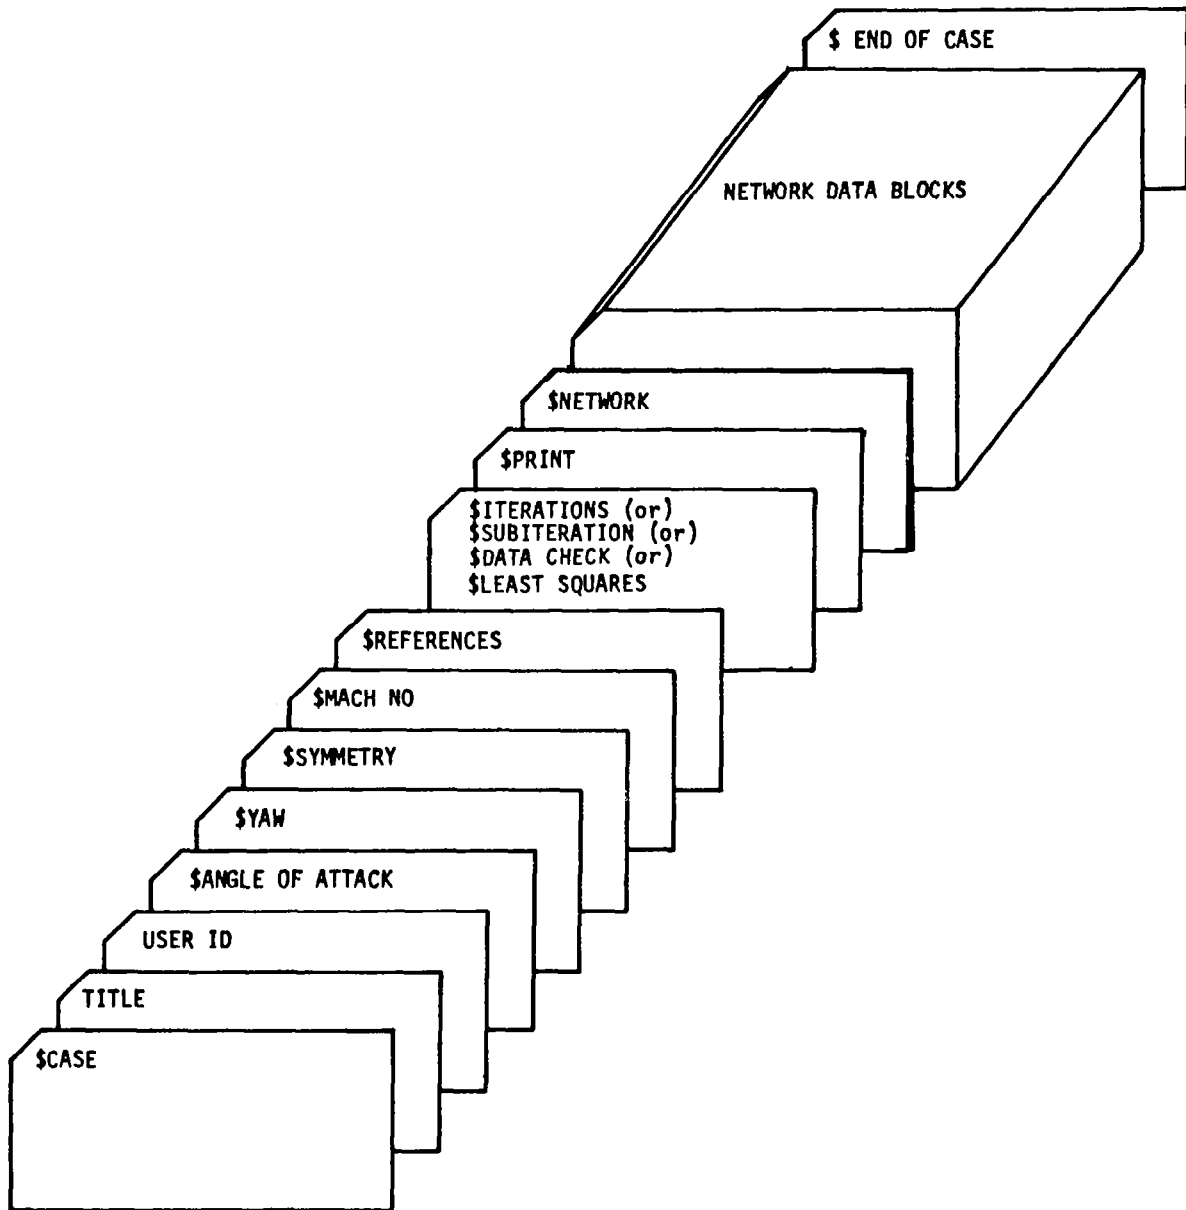 $ END OF CASE
NETWORK DATA BLOCKS
$NETWORK
$PRINT
$ITERATIONS (or)
$SUBITERATION (or)
$DATA CHECK (or)
$LEAST SQUARES
$REFERENCES
$MACH NO
$SYMMETRY
$YAW
$ANGLE OF ATTACK
USER ID
TITLE
$CASE